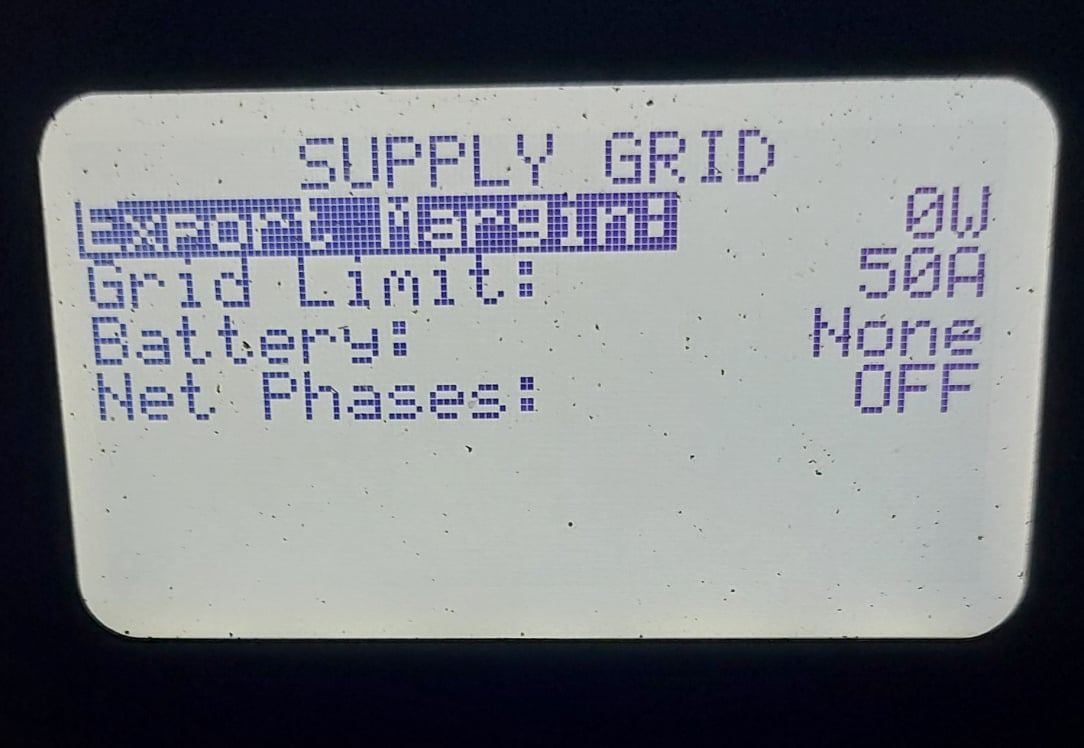 SUPPLY GRID
Export Margin: 0W
Grid Limit: 50A
Battery: None
Net Phases: OFF